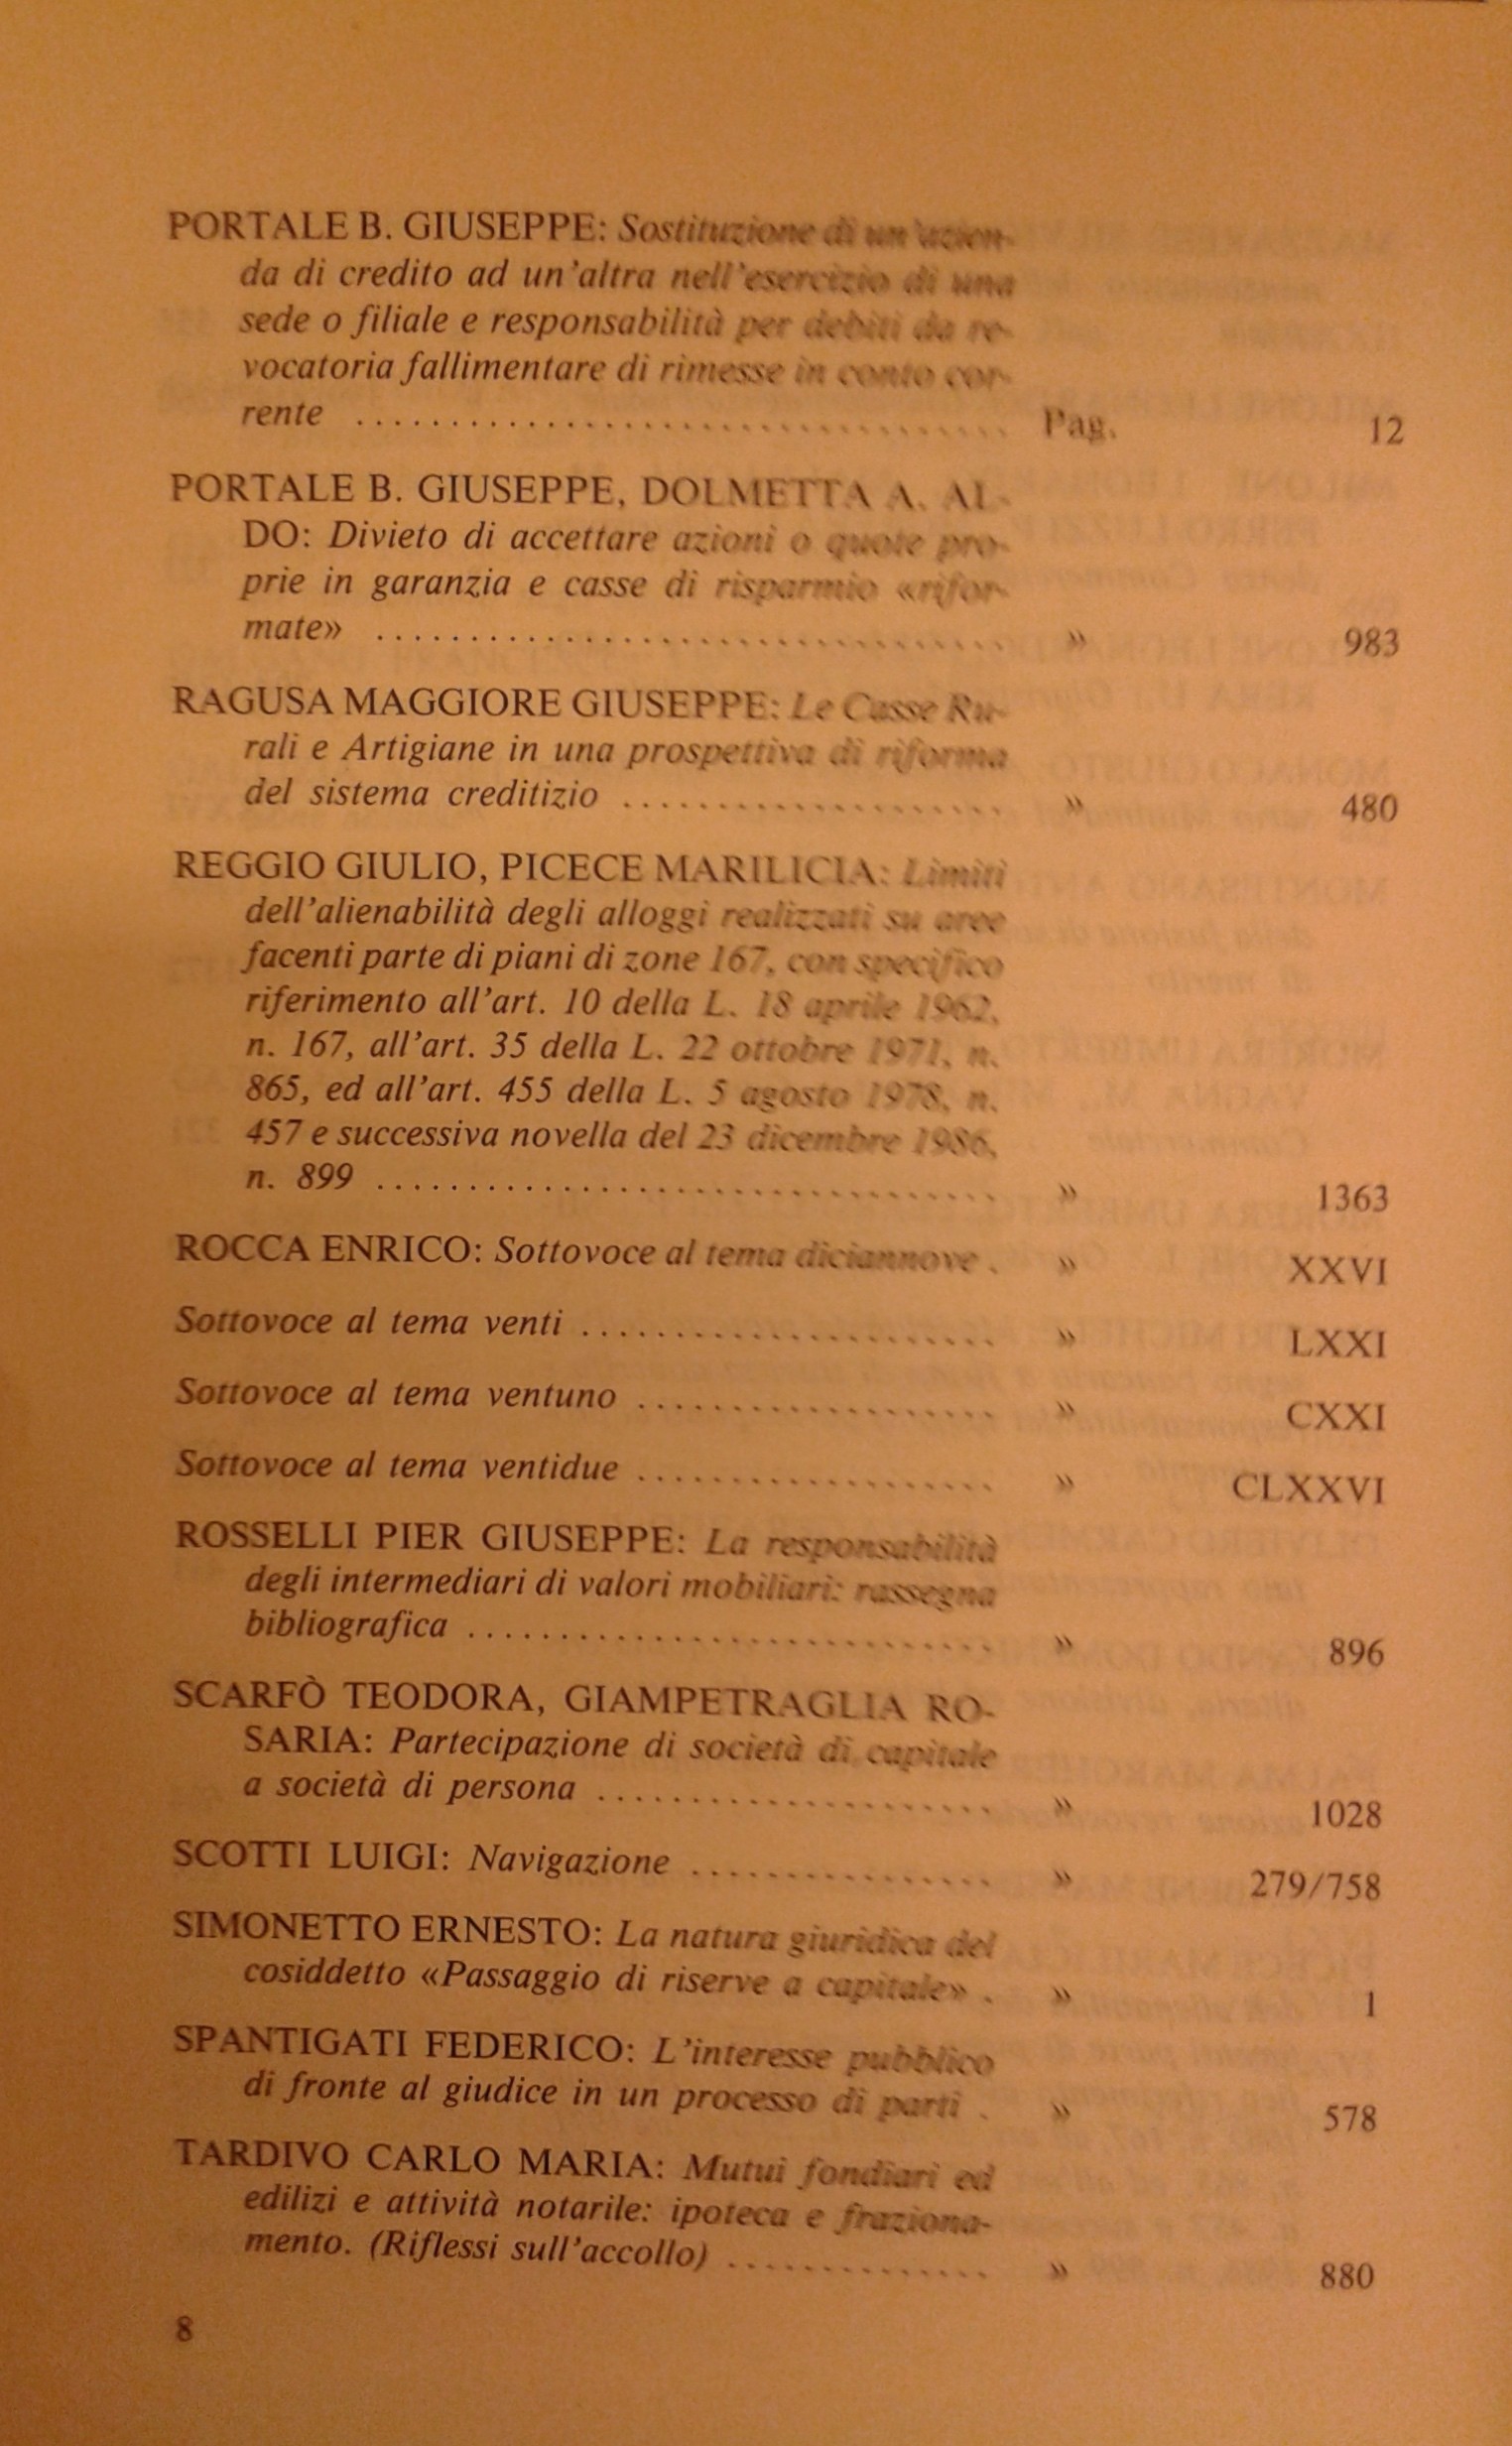 PORTALE B. GIUSEPPE: Sostituzione di un'azien-
da di credito ad un'altra nell'esercizio di una
sede o filiale e responsabilità per debiti da re-
vocatoria fallimentare di rimesse in conto cor-
rente .................................. Pag. 12
PORTALE B. GIUSEPPE, DOLMETTA A. AL-
DO: Divieto di accettare azioni o quote pro-
prie in garanzia e casse di risparmio «rifor-
mate» .................................. » 983
RAGUSA MAGGIORE GIUSEPPE: Le Casse Ru-
rali e Artigiane in una prospettiva di riforma
del sistema creditizio ..................... » 480
REGGIO GIULIO, PICECE MARILICIA: Limiti
dell'alienabilità degli alloggi realizzati su aree
facenti parte di piani di zone 167, con specifico
riferimento all'art. 10 della L. 18 aprile 1962,
n. 167, all'art. 35 della L. 22 ottobre 1971, n.
865, ed all'art. 455 della L. 5 agosto 1978, n.
457 e successiva novella del 23 dicembre 1986,
n. 899 .................................. » 1363
ROCCA ENRICO: Sottovoce al tema diciannove . » XXVI
Sottovoce al tema venti ....................... » LXXI
Sottovoce al tema ventuno .................... » CXXI
Sottovoce al tema ventidue .................... » CLXXVI
ROSSELLI PIER GIUSEPPE: La responsabilità
degli intermediari di valori mobiliari: rassegna
bibliografica ............................. » 896
SCARFÒ TEODORA, GIAMPETRAGLIA RO-
SARIA: Partecipazione di società di capitale
a società di persona ...................... » 1028
SCOTTI LUIGI: Navigazione ................. » 279/758
SIMONETTO ERNESTO: La natura giuridica del
cosiddetto «Passaggio di riserve a capitale» . » 1
SPANTIGATI FEDERICO: L'interesse pubblico
di fronte al giudice in un processo di parti . » 578
TARDIVO CARLO MARIA: Mutui fondiari ed
edilizi e attività notarile: ipoteca e fraziona-
mento. (Riflessi sull'accollo) ............... » 880
8